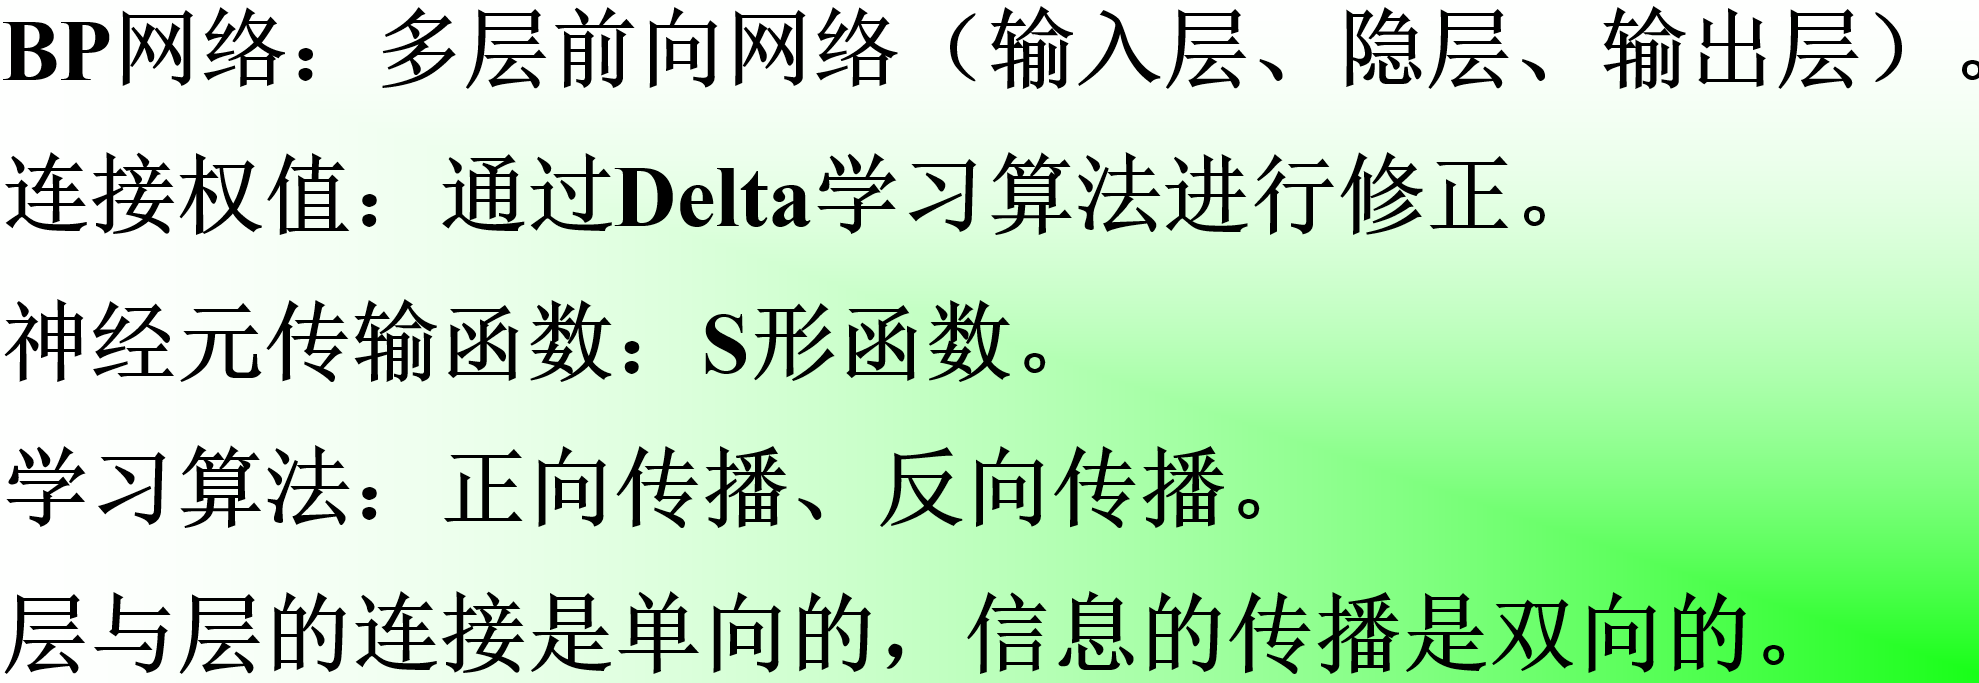 BP网络：多层前向网络（输入层、隐层、输出层）。
连接权值：通过Delta学习算法进行修正。
神经元传输函数：S形函数。
学习算法：正向传播、反向传播。
层与层的连接是单向的，信息的传播是双向的。